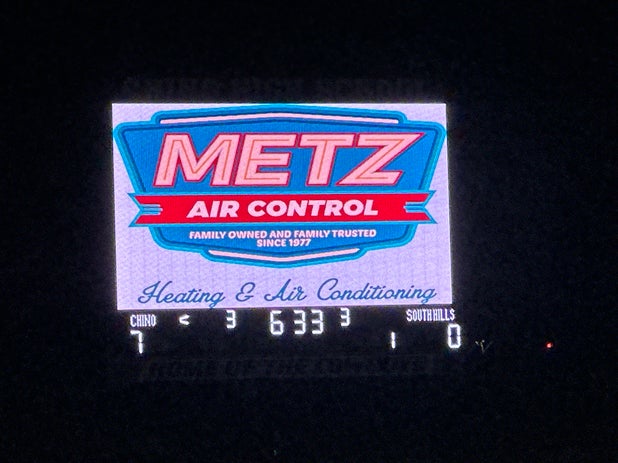 METZ
AIR CONTROL
FAMILY OWNED AND FAMILY TRUSTED
SINCE 1977
Heating & Air Conditioning
CHINO < 3 6 33 3 SOUTH HILLS
7 1 0